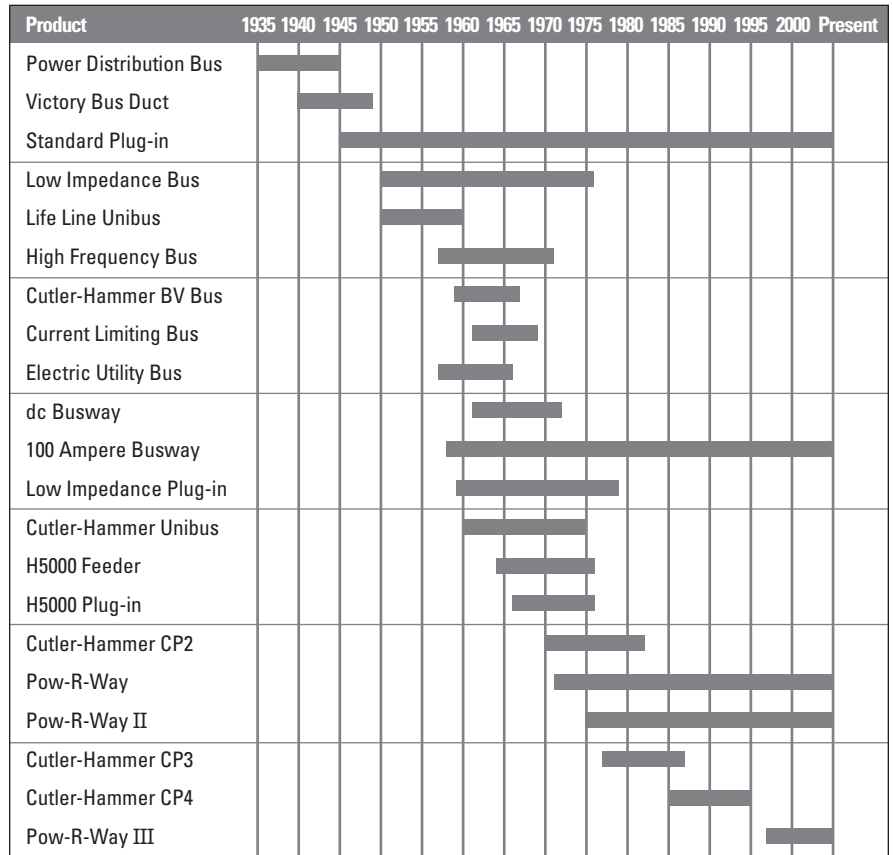 Product 1935 1940 1945 1950 1955 1960 1965 1970 1975 1980 1985 1990 1995 2000 Present
Power Distribution Bus
Victory Bus Duct
Standard Plug-in
Low Impedance Bus
Life Line Unibus
High Frequency Bus
Cutler-Hammer BV Bus
Current Limiting Bus
Electric Utility Bus
dc Busway
100 Ampere Busway
Low Impedance Plug-in
Cutler-Hammer Unibus
H5000 Feeder
H5000 Plug-in
Cutler-Hammer CP2
Pow-R-Way
Pow-R-Way II
Cutler-Hammer CP3
Cutler-Hammer CP4
Pow-R-Way III